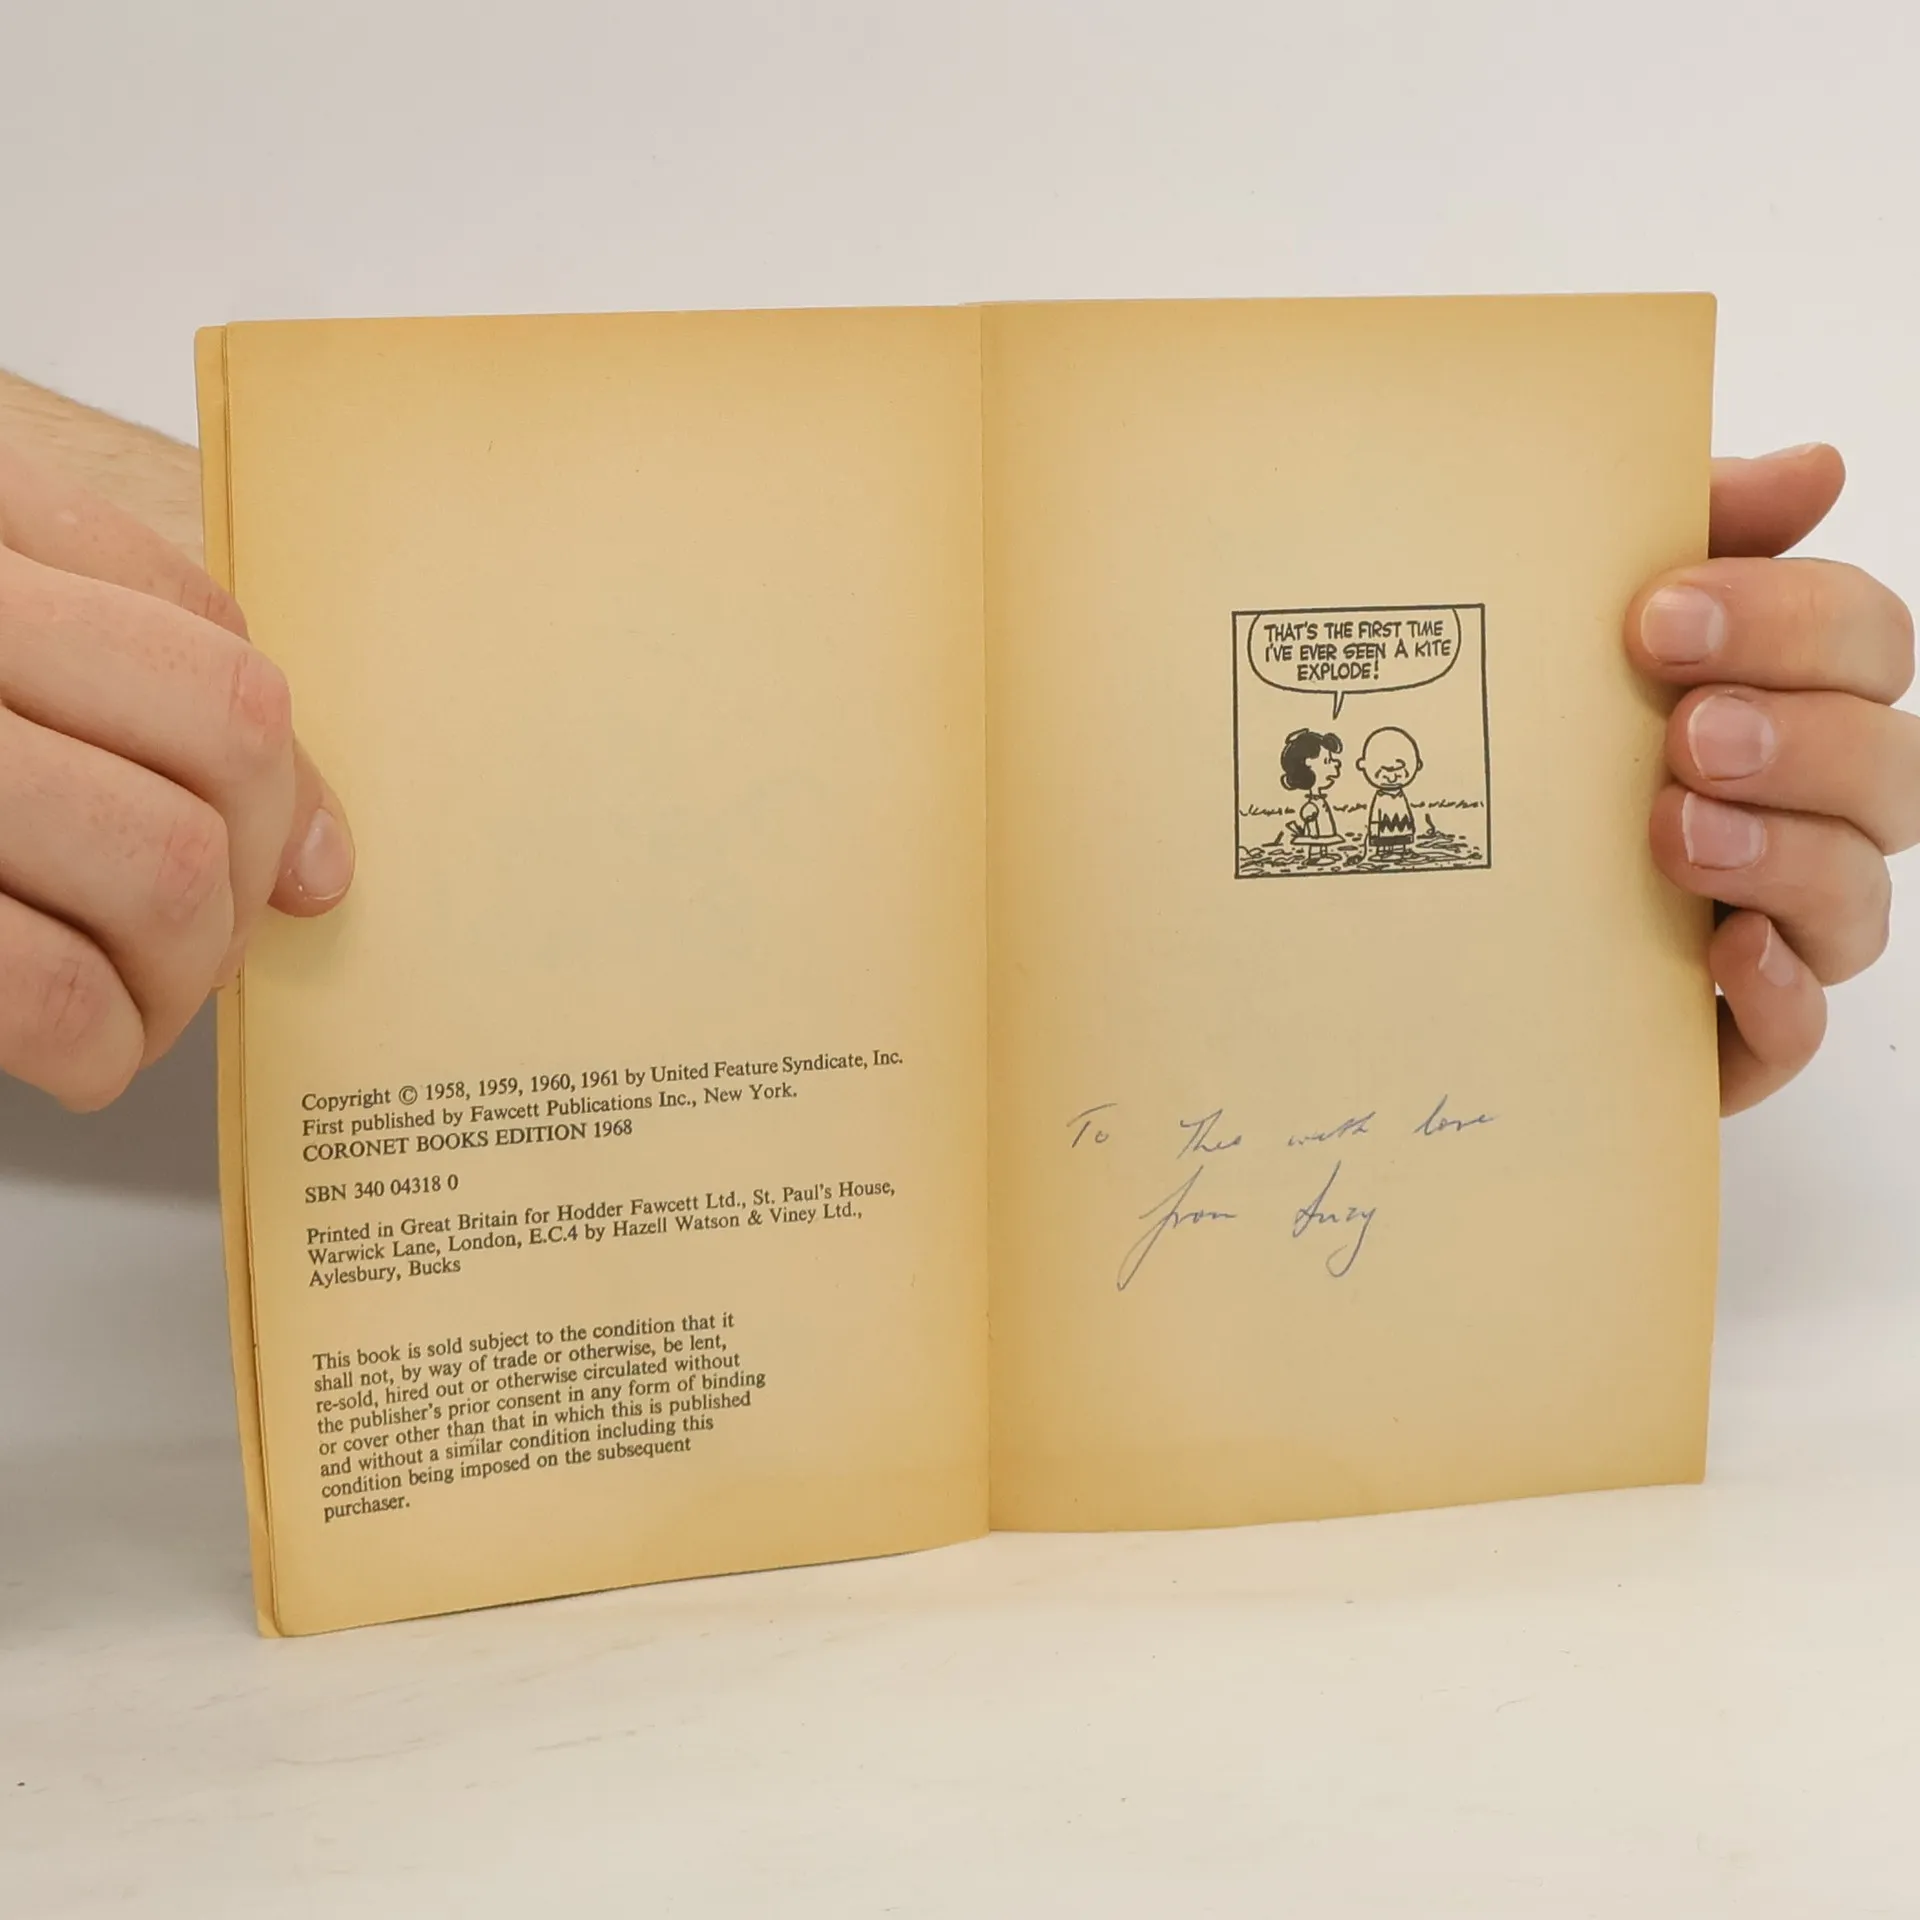 Copyright © 1958, 1959, 1960, 1961 by United Feature Syndicate, Inc.
First published by Fawcett Publications Inc., New York.
CORONET BOOKS EDITION 1968
SBN 340 04318 0
Printed in Great Britain for Hodder Fawcett Ltd., St. Paul's House,
Warwick Lane, London, E.C.4 by Hazell Watson & Viney Ltd.,
Aylesbury, Bucks
This book is sold subject to the condition that it
shall not, by way of trade or otherwise, be lent,
re-sold, hired out or otherwise circulated without
the publisher's prior consent in any form of binding
or cover other than that in which this is published
and without a similar condition including this
condition being imposed on the subsequent
purchaser.
THAT'S THE FIRST TIME
I'VE EVER SEEN A KITE
EXPLODE!
To Theo with love
from Suzy